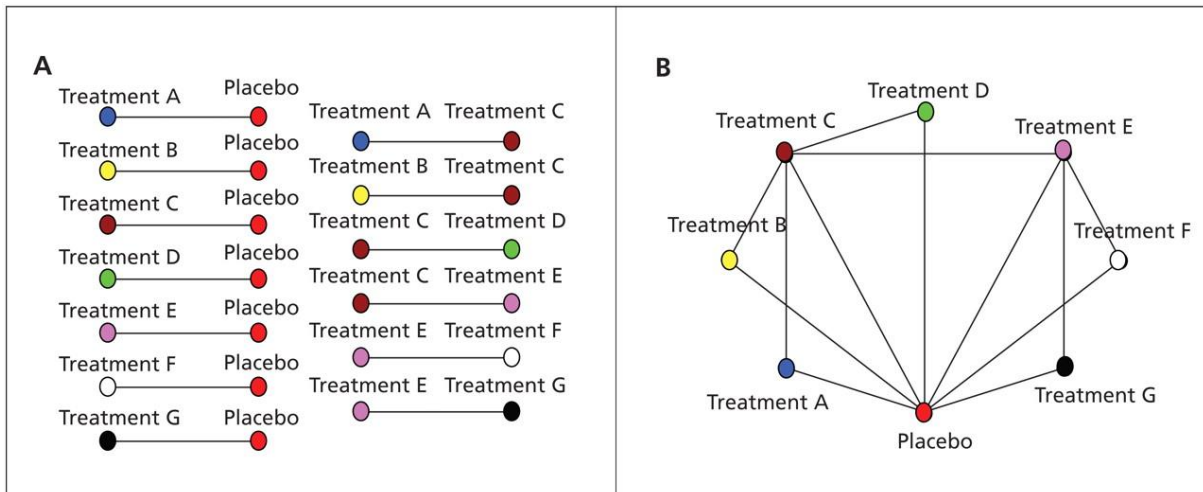 A
Treatment A Placebo
Treatment B Placebo
Treatment C Placebo
Treatment D Placebo
Treatment E Placebo
Treatment F Placebo
Treatment G Placebo
Treatment A Treatment C
Treatment B Treatment C
Treatment C Treatment D
Treatment C Treatment E
Treatment E Treatment F
Treatment E Treatment G
B
Treatment D
Treatment C
Treatment E
Treatment B
Treatment F
Treatment A
Treatment G
Placebo